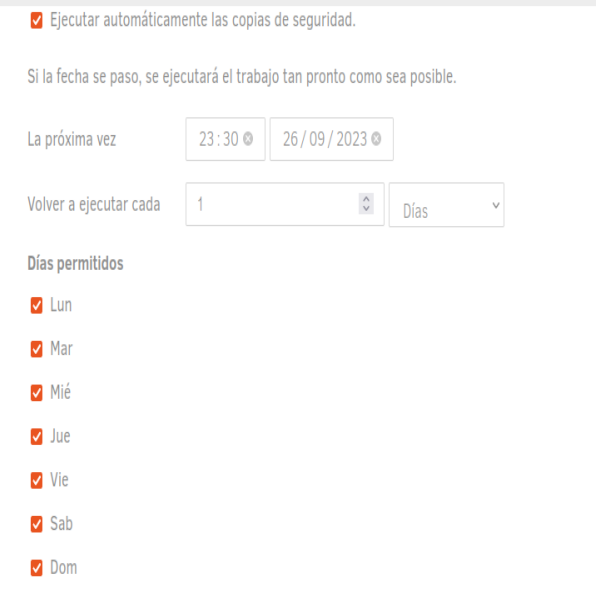 Ejecutar automáticamente las copias de seguridad.
Si la fecha se paso, se ejecutará el trabajo tan pronto como sea posible.
La próxima vez 23:30 26/09/2023
Volver a ejecutar cada 1 Días
Días permitidos
Lun
Mar
Mié
Jue
Vie
Sab
Dom